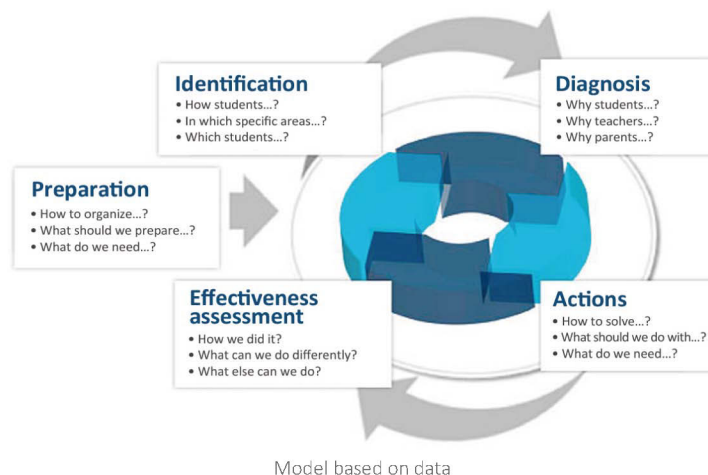 Identification
• How students...?
• In which specific areas...?
• Which students...?
Diagnosis
• Why students...?
• Why teachers...?
• Why parents...?
Preparation
• How to organize...?
• What should we prepare...?
• What do we need...?
Effectiveness
assessment
• How we did it?
• What can we do differently?
• What else can we do?
Actions
• How to solve...?
• What should we do with...?
• What do we need...?
Model based on data